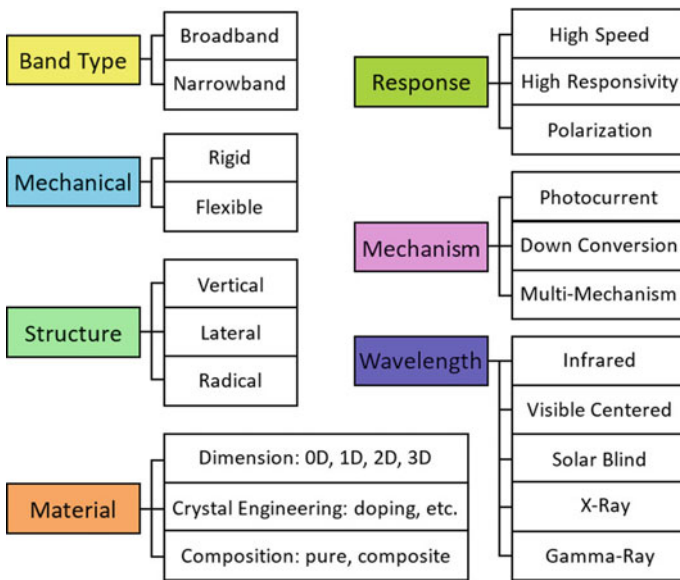 Band Type
Broadband
Narrowband
Mechanical
Rigid
Flexible
Structure
Vertical
Lateral
Radical
Material
Dimension: 0D, 1D, 2D, 3D
Crystal Engineering: doping, etc.
Composition: pure, composite
Response
High Speed
High Responsivity
Polarization
Mechanism
Photocurrent
Down Conversion
Multi-Mechanism
Wavelength
Infrared
Visible Centered
Solar Blind
X-Ray
Gamma-Ray